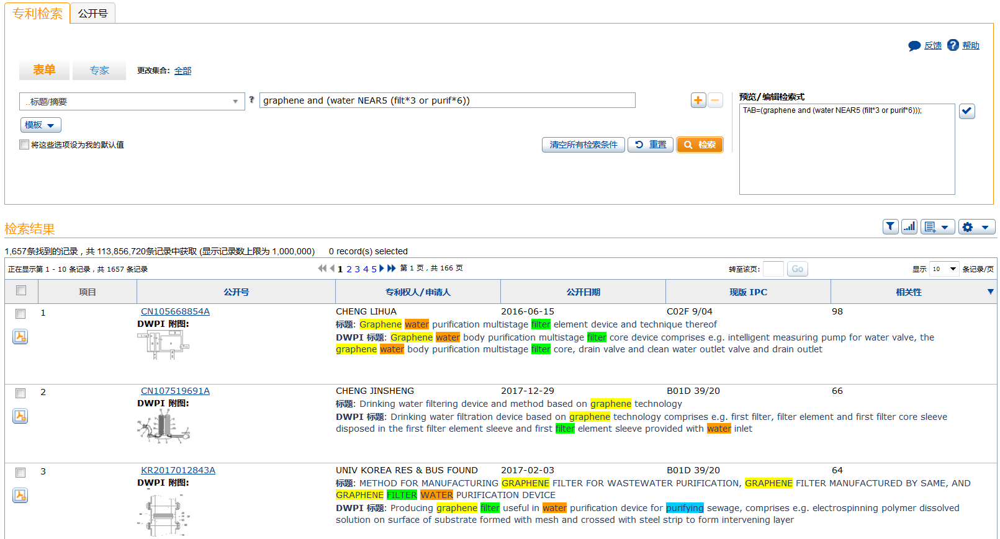 专利检索 公开号
反馈 帮助
表单 专家 更改集合: 全部
..标题/摘要 ? graphene and (water NEAR5 (filt*3 or purif*6)) 预览/编辑检索式
TAB=(graphene and (water NEAR5 (filt*3 or purif*6)));
模板
将这些选项设为我的默认值 清空所有检索条件 重置 检索
检索结果
1,657条找到的记录，共 113,856,720条记录中获取 (显示记录数上限为 1,000,000) 0 record(s) selected
正在显示第 1 - 10 条记录，共 1657 条记录 1 2 3 4 5 第 1 页，共 166 页 转至该页: Go 显示 10 条记录/页
项目 公开号 专利权人/申请人 公开日期 现版 IPC 相关性
1 CN105668854A CHENG LIHUA 2016-06-15 C02F 9/04 98
DWPI 附图:
标题: Graphene water purification multistage filter element device and technique thereof
DWPI 标题: Graphene water body purification multistage filter core device comprises e.g. intelligent measuring pump for water valve, the
graphene water body purification multistage filter core, drain valve and clean water outlet valve and drain outlet
2 CN107519691A CHENG JINSHENG 2017-12-29 B01D 39/20 66
DWPI 附图:
标题: Drinking water filtering device and method based on graphene technology
DWPI 标题: Drinking water filtration device based on graphene technology comprises e.g. first filter, filter element and first filter core sleeve
disposed in the first filter element sleeve and first filter element sleeve provided with water inlet
3 KR2017012843A UNIV KOREA RES & BUS FOUND 2017-02-03 B01D 39/20 64
DWPI 附图:
标题: METHOD FOR MANUFACTURING GRAPHENE FILTER FOR WASTEWATER PURIFICATION, GRAPHENE FILTER MANUFACTURED BY SAME, AND
GRAPHENE FILTER WATER PURIFICATION DEVICE
DWPI 标题: Producing graphene filter useful in water purification device for purifying sewage, comprises e.g. electrospinning polymer dissolved
solution on surface of substrate formed with mesh and crossed with steel strip to form intervening layer